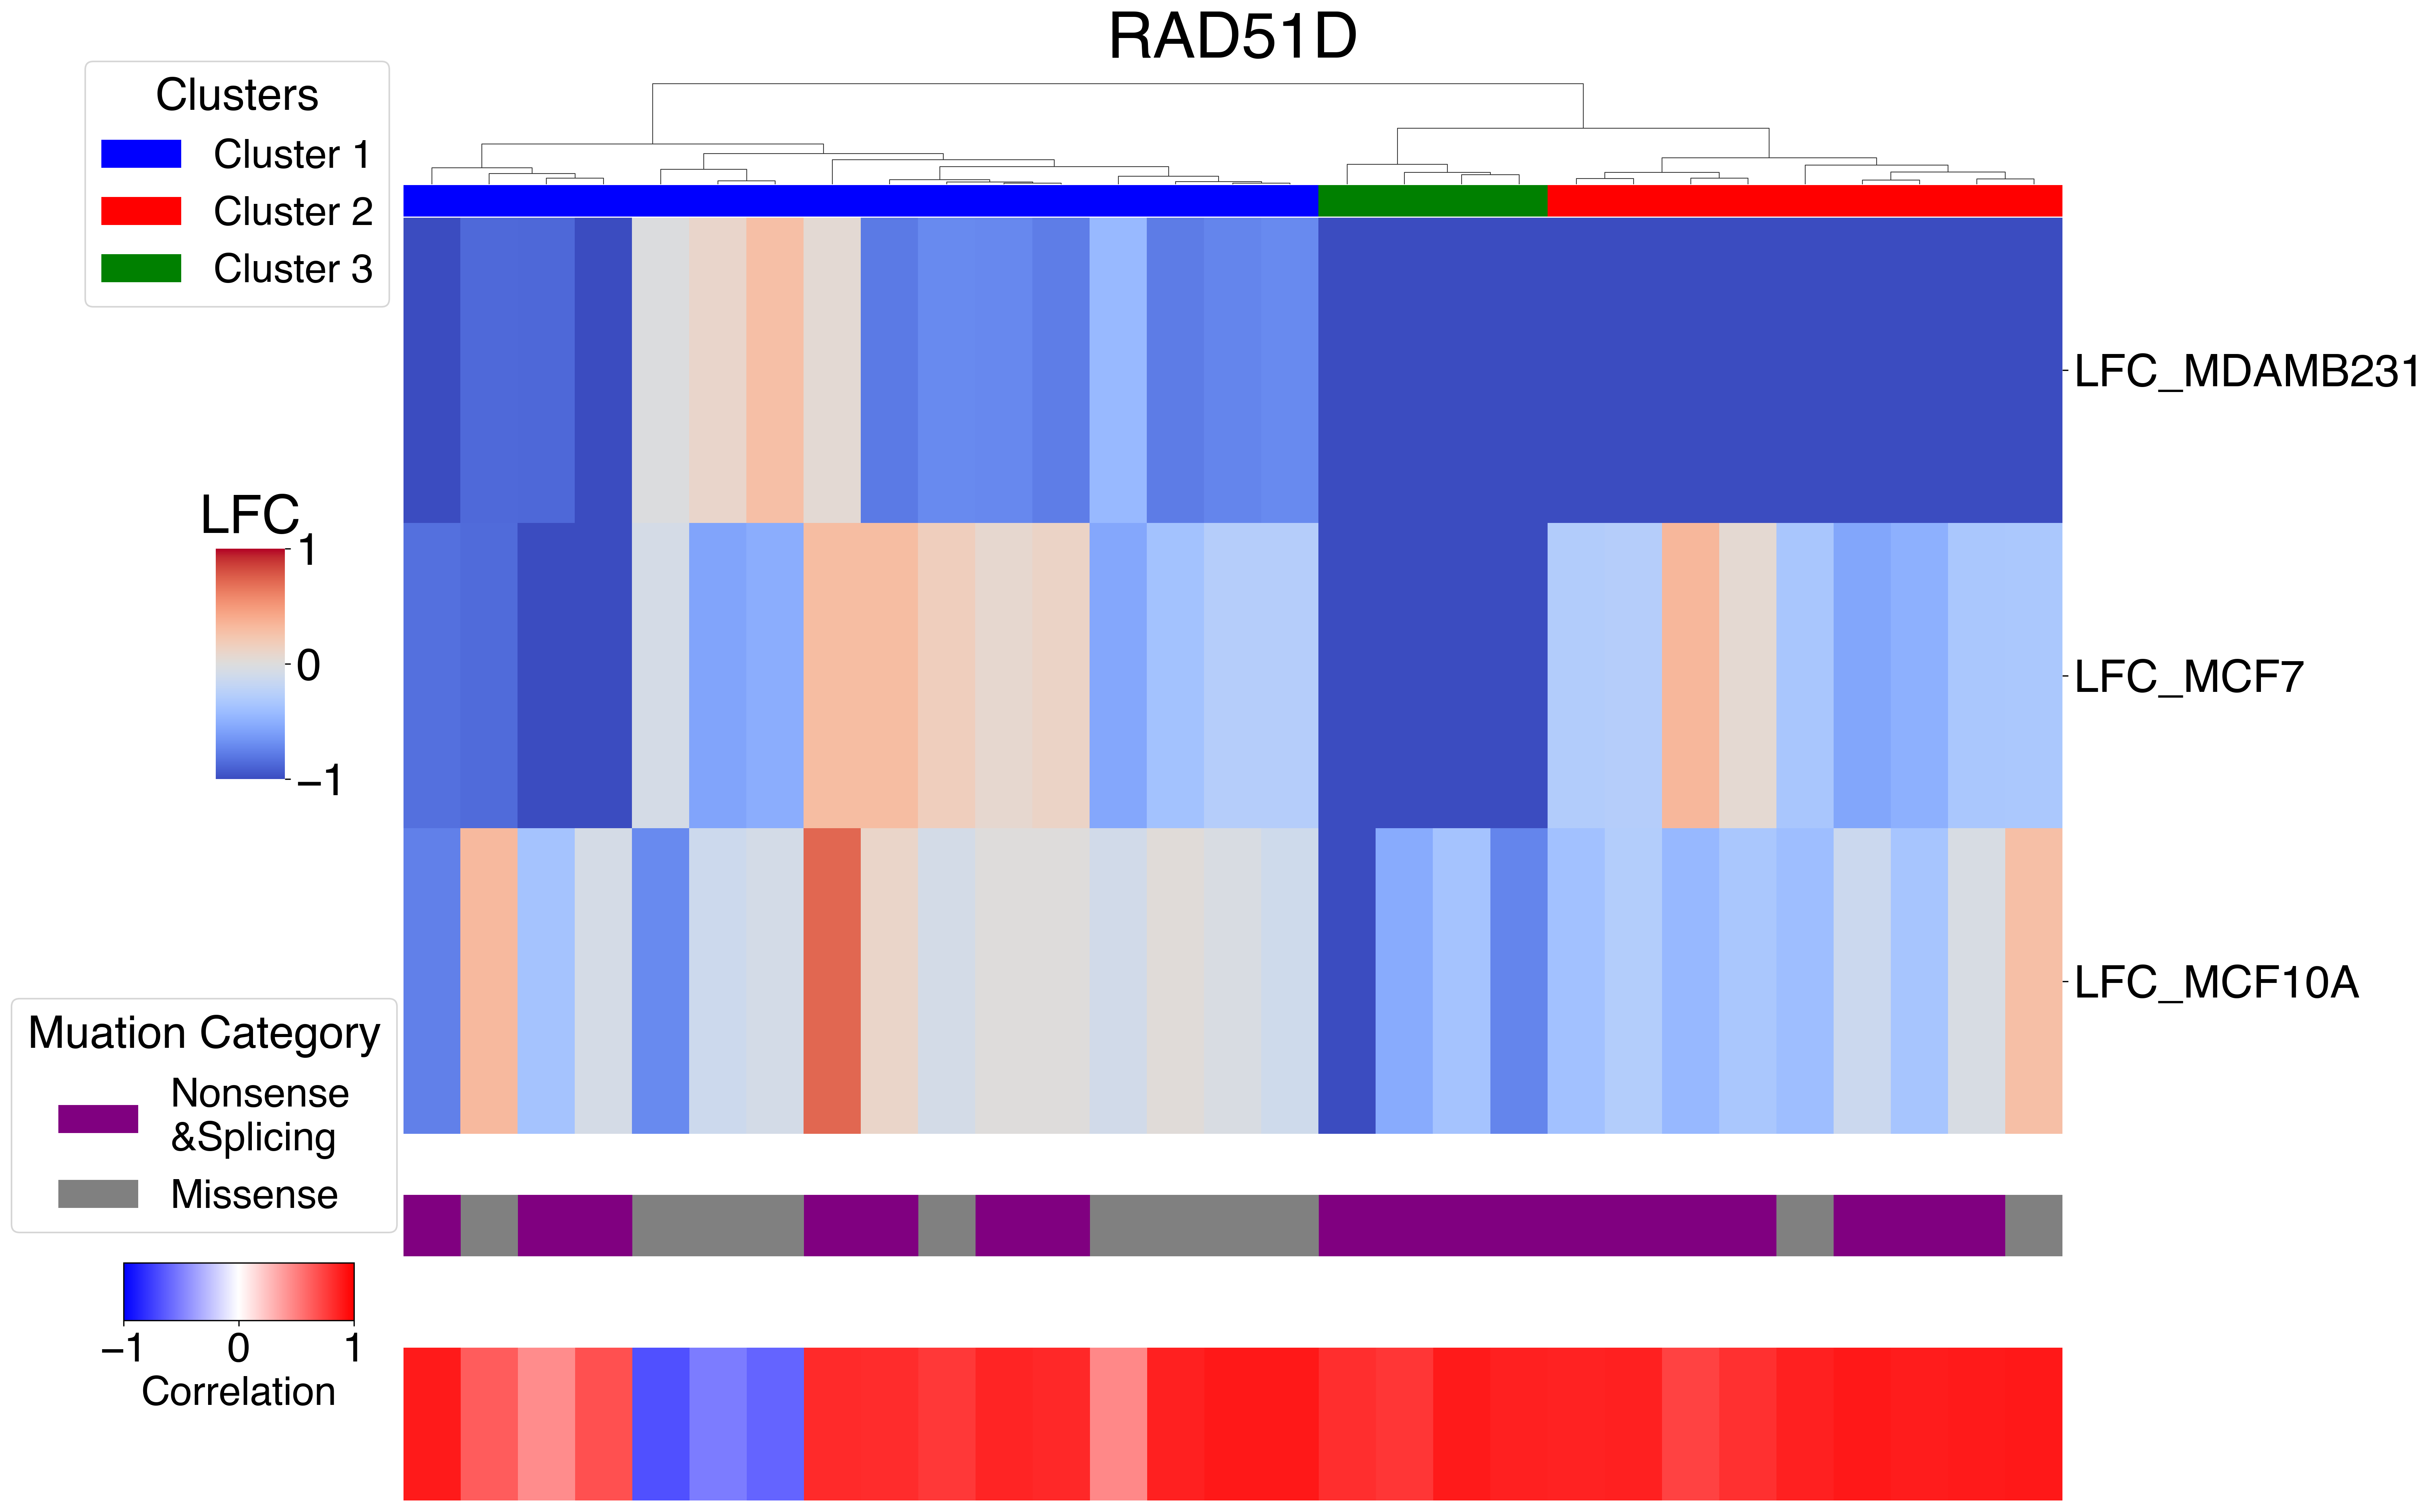 RAD51D
Clusters
Cluster 1
Cluster 2
Cluster 3
LFC
1
0
−1
LFC_MDAMB231
LFC_MCF7
LFC_MCF10A
Muation Category
Nonsense
&Splicing
Missense
−1 0 1
Correlation